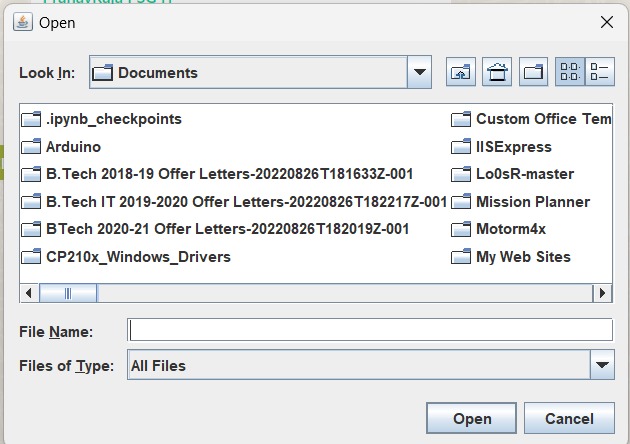 Open
Look In: Documents
.ipynb_checkpoints
Arduino
B.Tech 2018-19 Offer Letters-20220826T181633Z-001
B.Tech IT 2019-2020 Offer Letters-20220826T182217Z-001
BTech 2020-21 Offer Letters-20220826T182019Z-001
CP210x_Windows_Drivers
Custom Office Tem
IISExpress
Lo0sR-master
Mission Planner
Motorm4x
My Web Sites
File Name:
Files of Type: All Files
Open Cancel